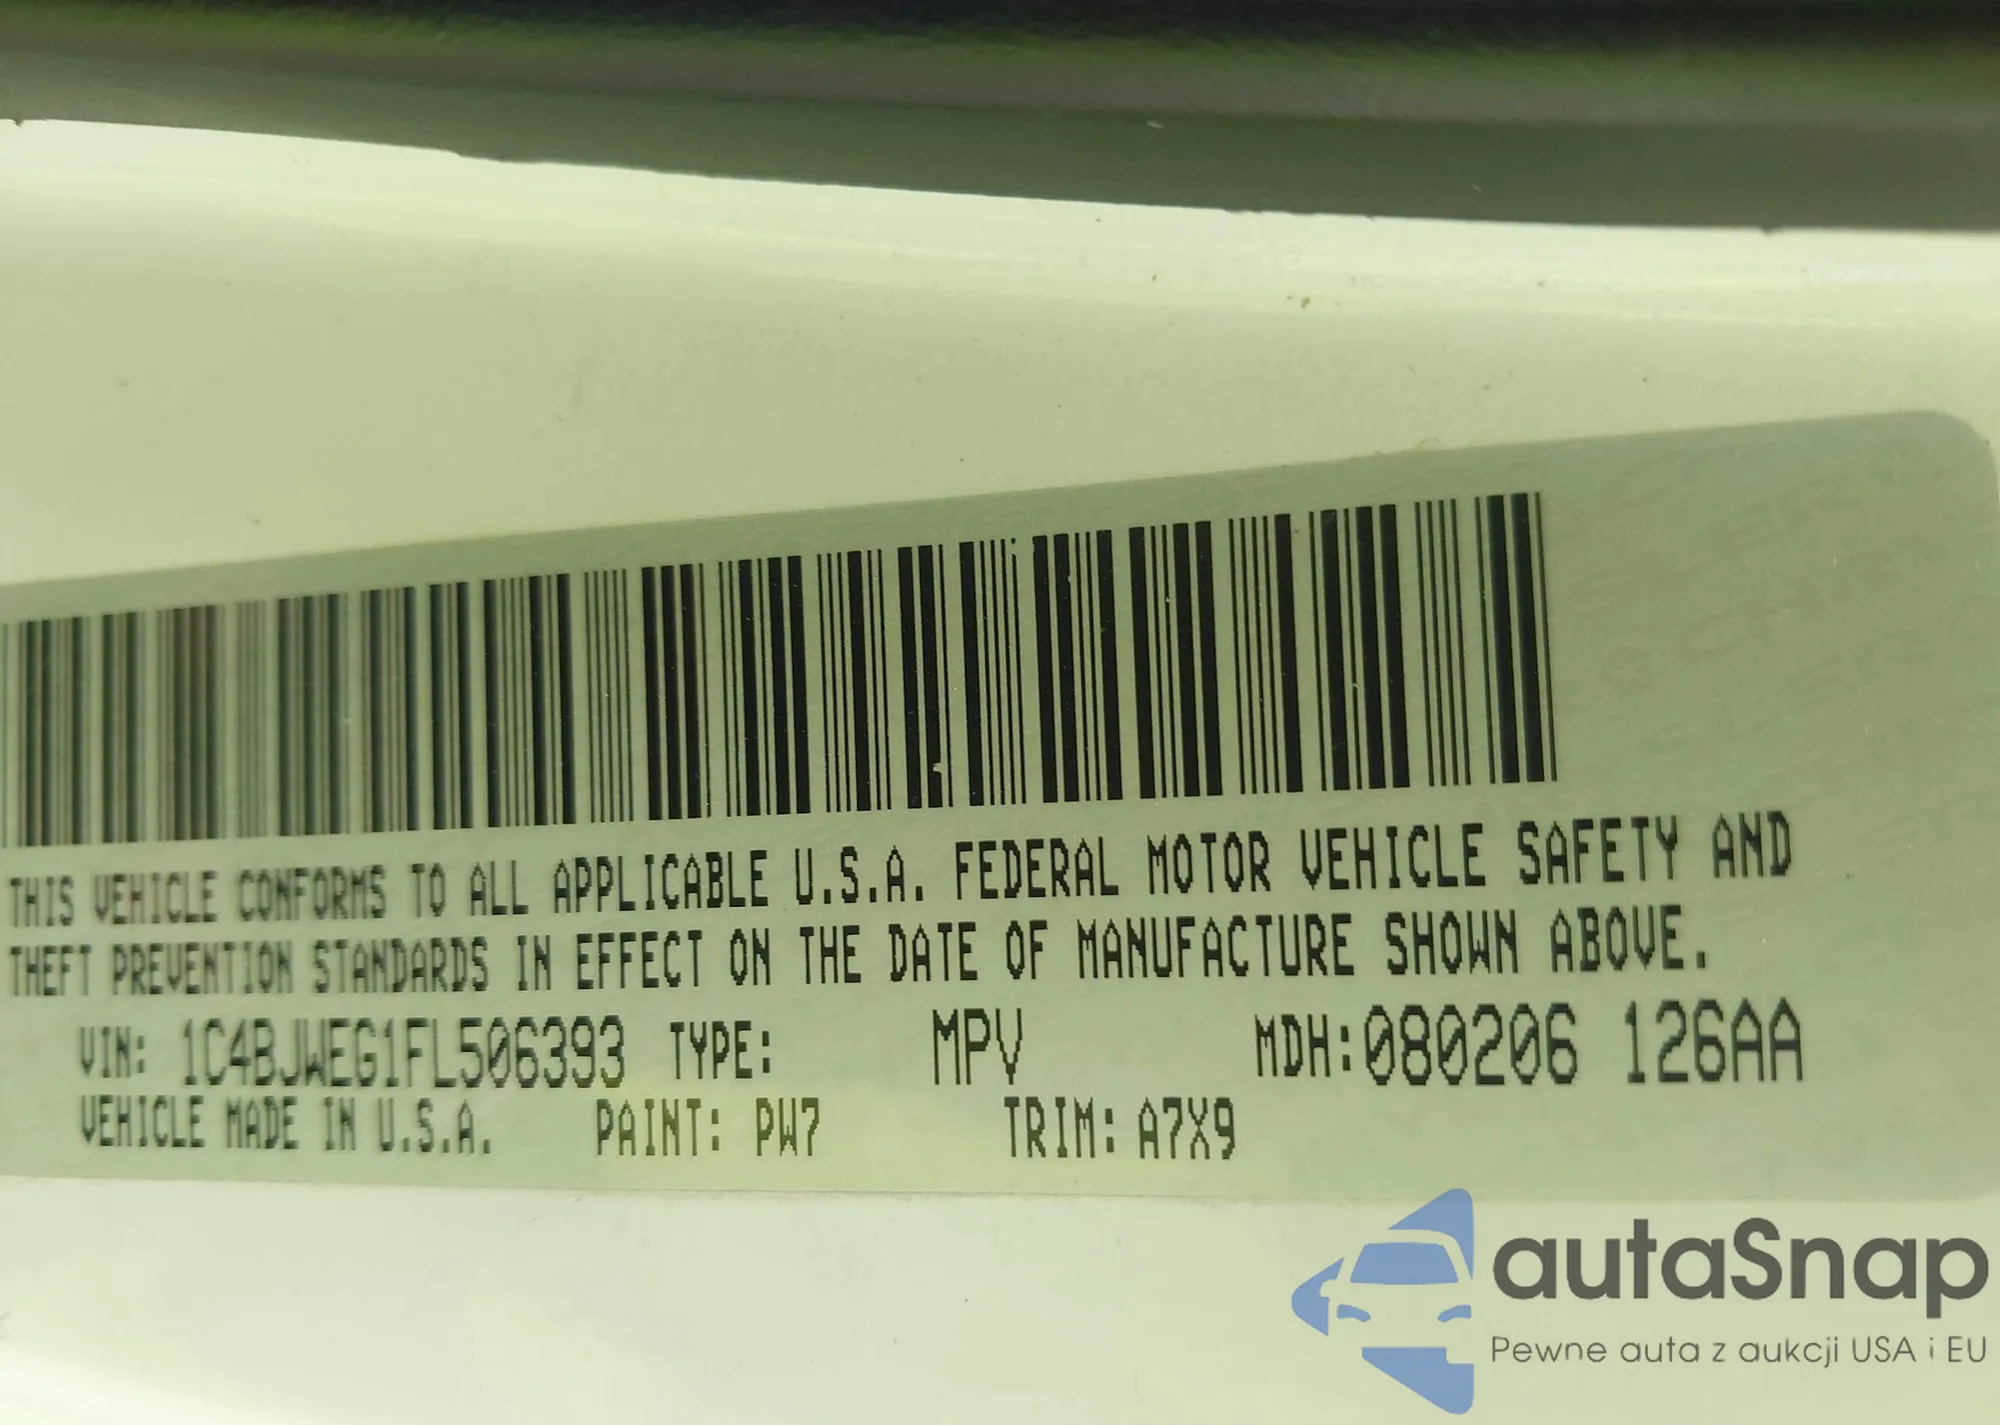 THIS VEHICLE CONFORMS TO ALL APPLICABLE U.S.A. FEDERAL MOTOR VEHICLE SAFETY AND
THEFT PREVENTION STANDARDS IN EFFECT ON THE DATE OF MANUFACTURE SHOWN ABOVE.
VIN: 1C4BJWEG1FL506393 TYPE: MPV MDH:080206 126AA
VEHICLE MADE IN U.S.A. PAINT: PW7 TRIM: A7X9
autaSnap
Pewne auta z aukcji USA i EU